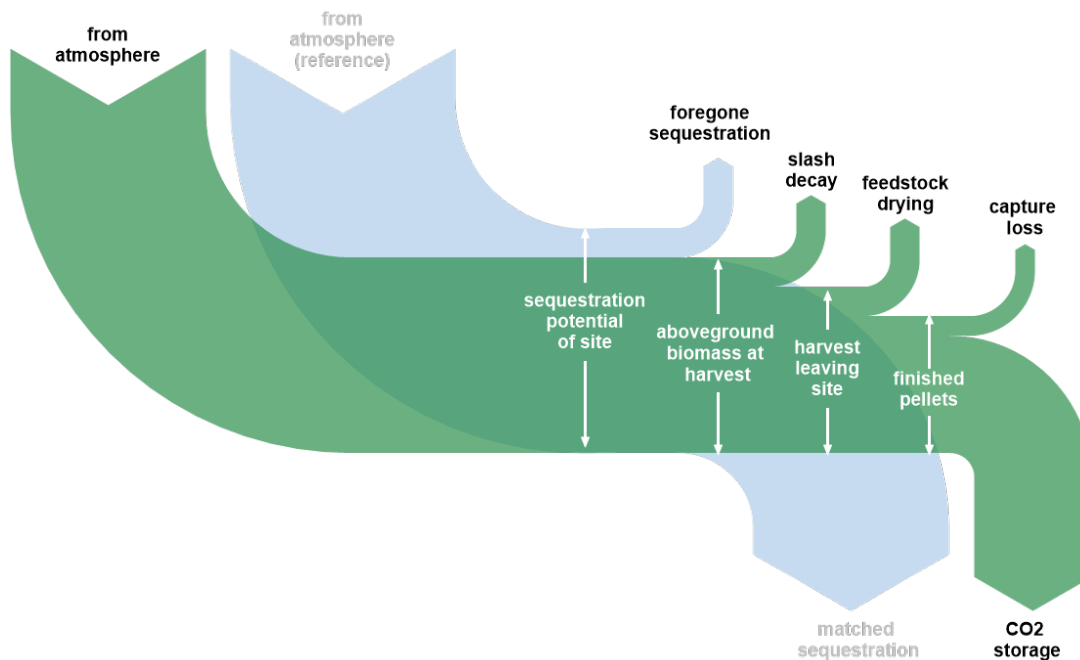 from
atmosphere
from
atmosphere
(reference)
foregone
sequestration
slash
decay
feedstock
drying
capture
loss
sequestration
potential
of site
aboveground
biomass at
harvest
harvest
leaving
site
finished
pellets
matched
sequestration
CO2
storage